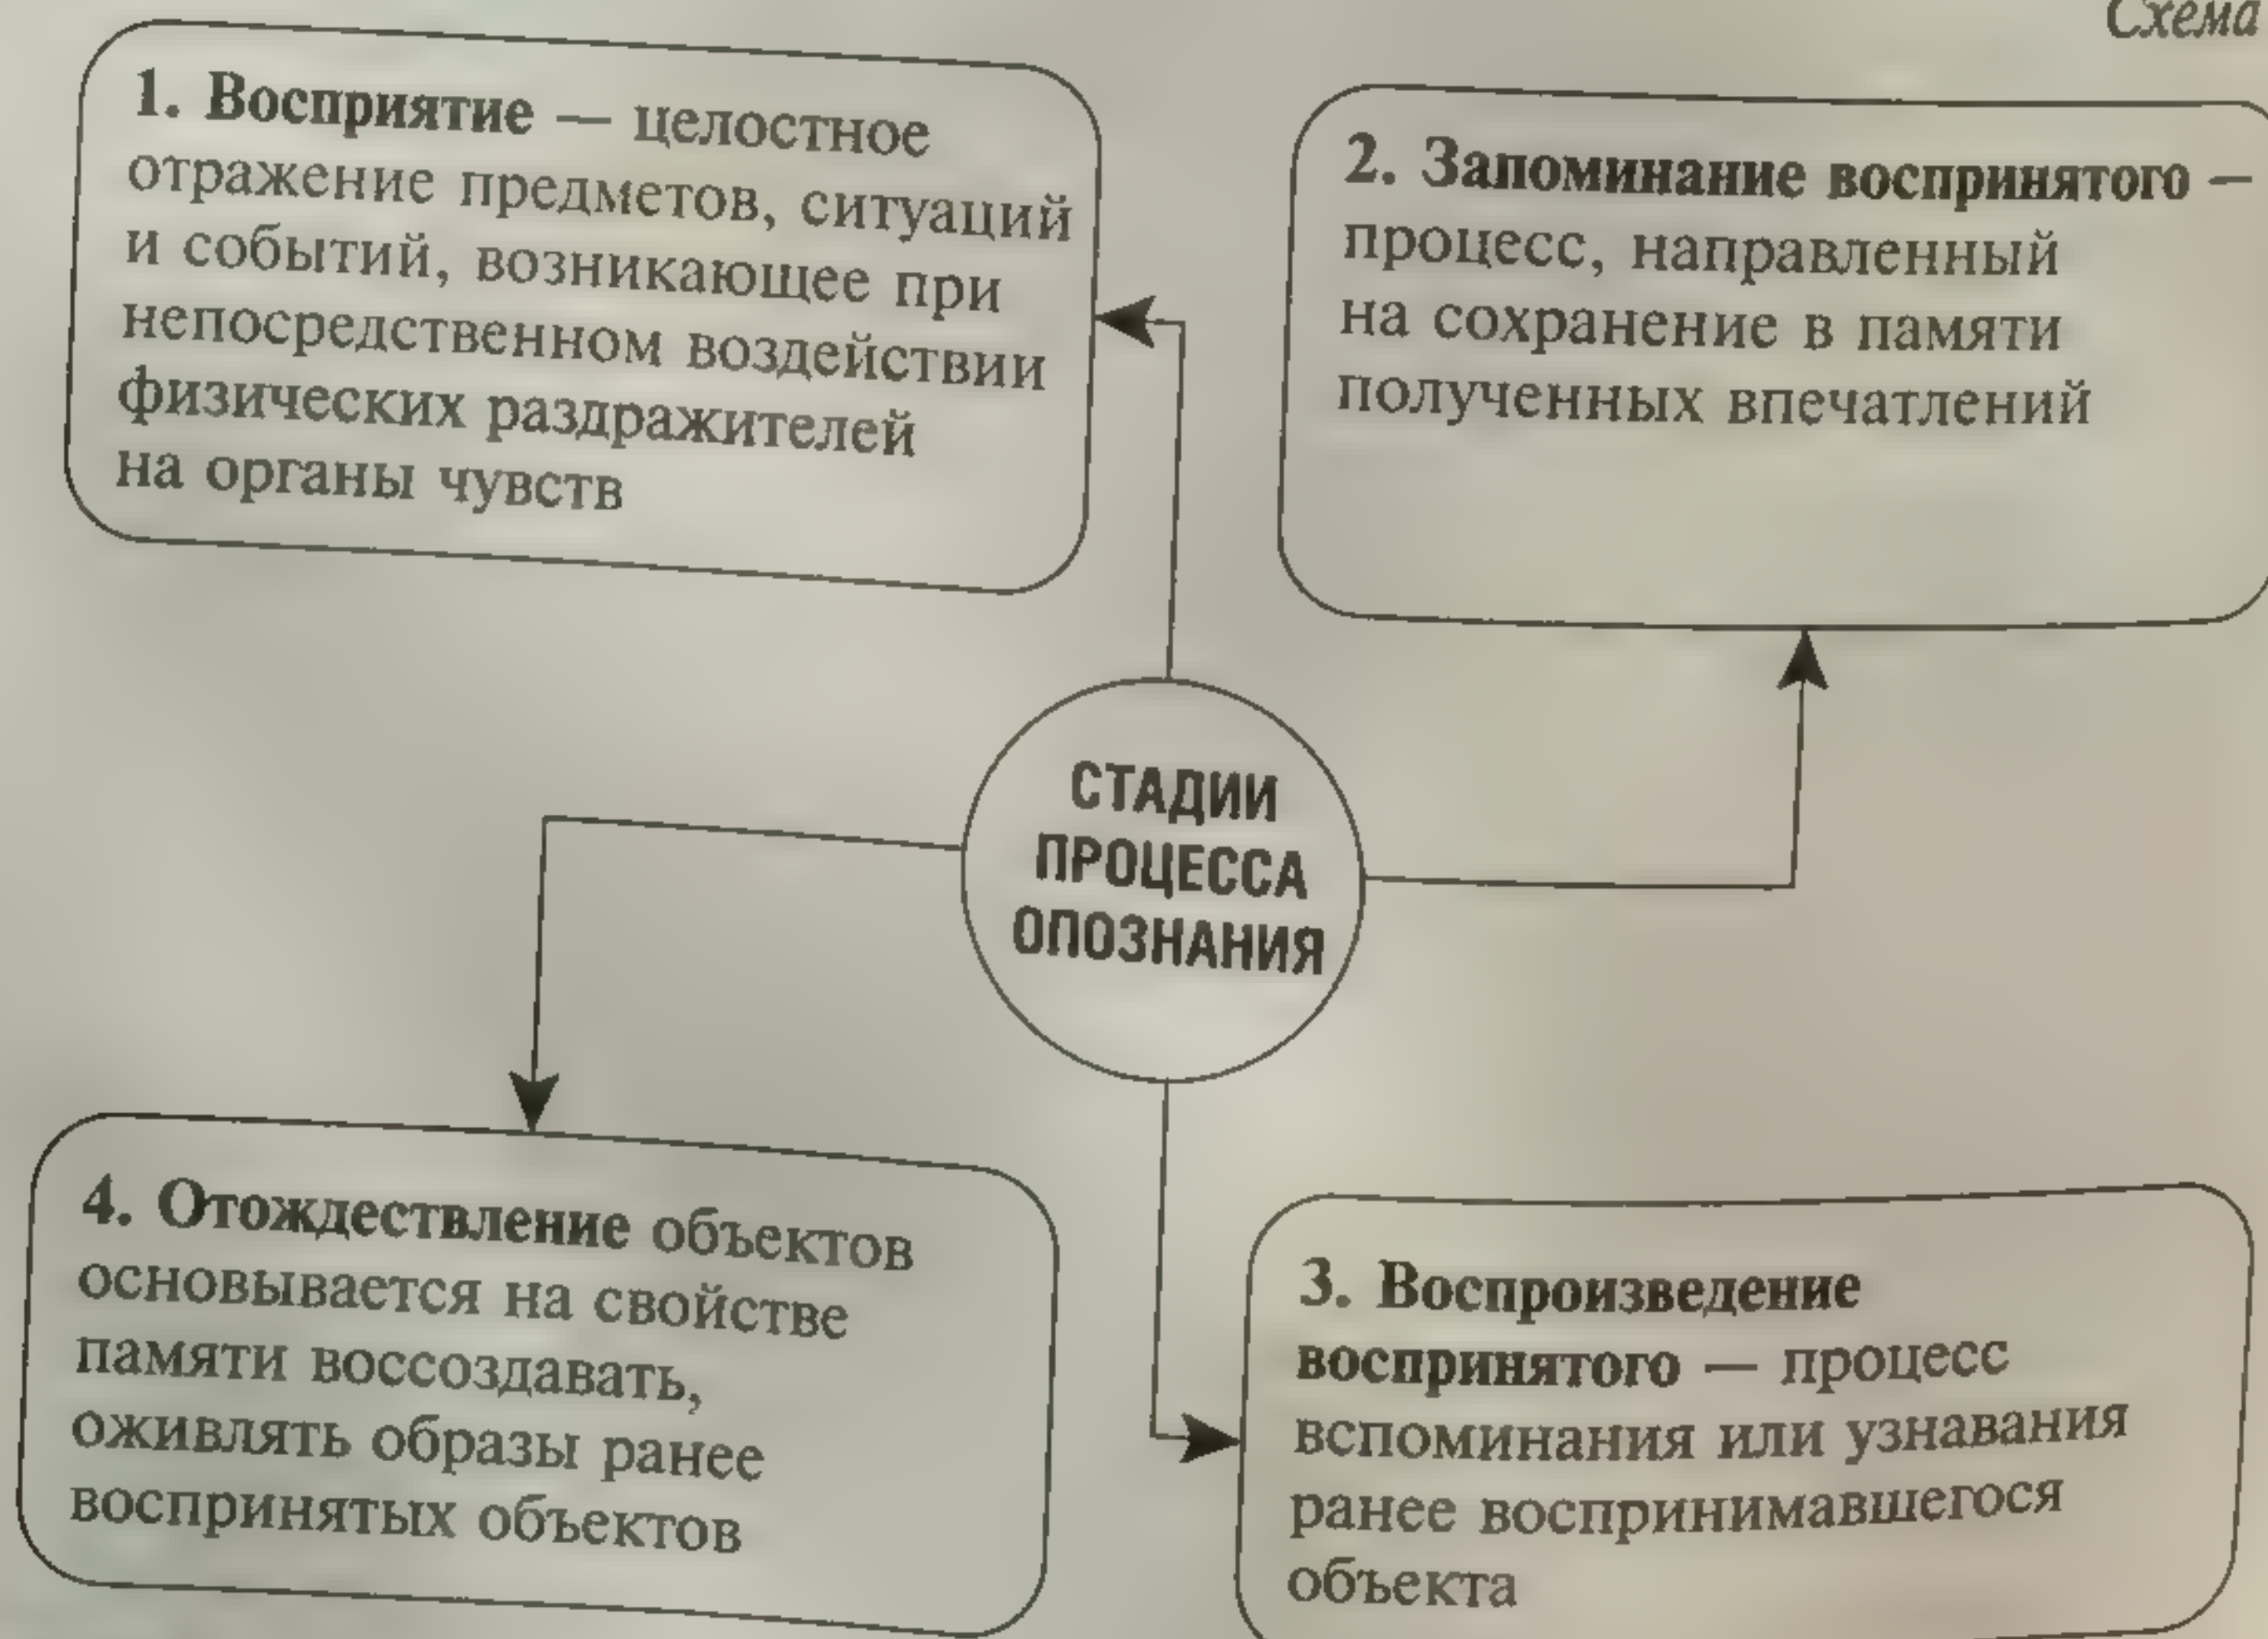 Схема
1. Восприятие — целостное
отражение предметов, ситуаций
и событий, возникающее при
непосредственном воздействии
физических раздражителей
на органы чувств
2. Запоминание воспринятого —
процесс, направленный
на сохранение в памяти
полученных впечатлений
СТАДИИ
ПРОЦЕССА
ОПОЗНАНИЯ
4. Отождествление объектов
основывается на свойстве
памяти воссоздавать,
оживлять образы ранее
воспринятых объектов
3. Воспроизведение
воспринятого — процесс
вспоминания или узнавания
ранее воспринимавшегося
объекта